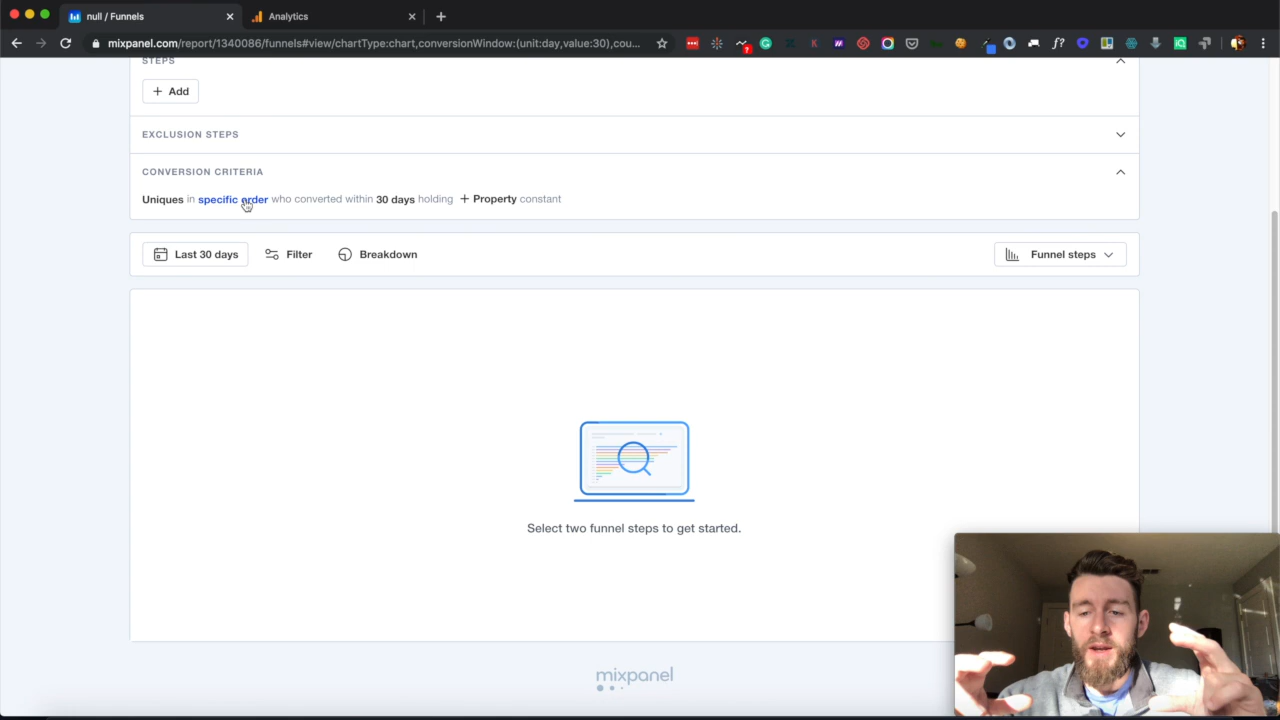 null / Funnels
Analytics
mixpanel.com/report/1340086/funnels#view/chartType:chart,conversionWindow:(unit:day,value:30),cou...
STEPS
+ Add
EXCLUSION STEPS
CONVERSION CRITERIA
Uniques in specific order who converted within 30 days holding + Property constant
Last 30 days
Filter
Breakdown
Funnel steps
Select two funnel steps to get started.
mixpanel